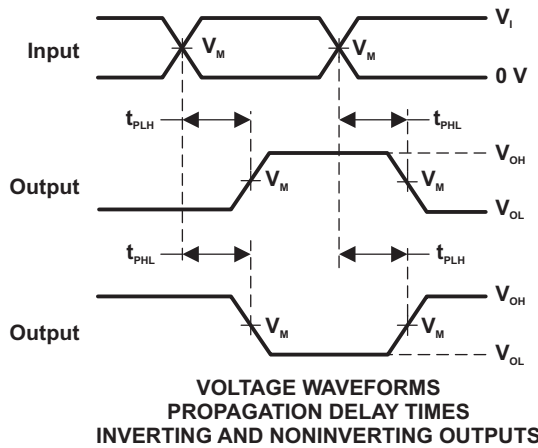 V_I
Input
V_M
V_M
0 V
t_PLH
t_PHL
V_OH
Output
V_M
V_M
V_OL
t_PHL
t_PLH
V_OH
Output
V_M
V_M
V_OL
VOLTAGE WAVEFORMS
PROPAGATION DELAY TIMES
INVERTING AND NONINVERTING OUTPUTS